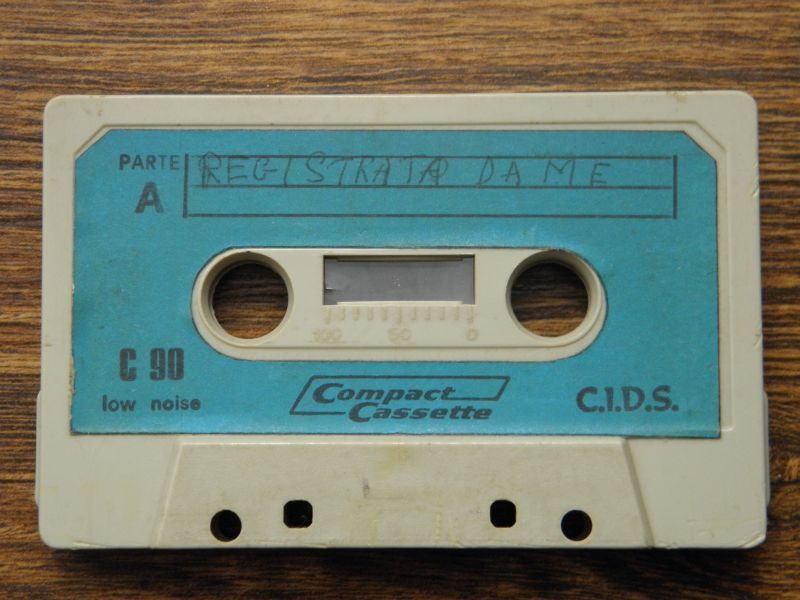 PARTE
A
REGISTRATA DA ME
100 50 0
C 90
low noise
Compact
Cassette
C.I.D.S.